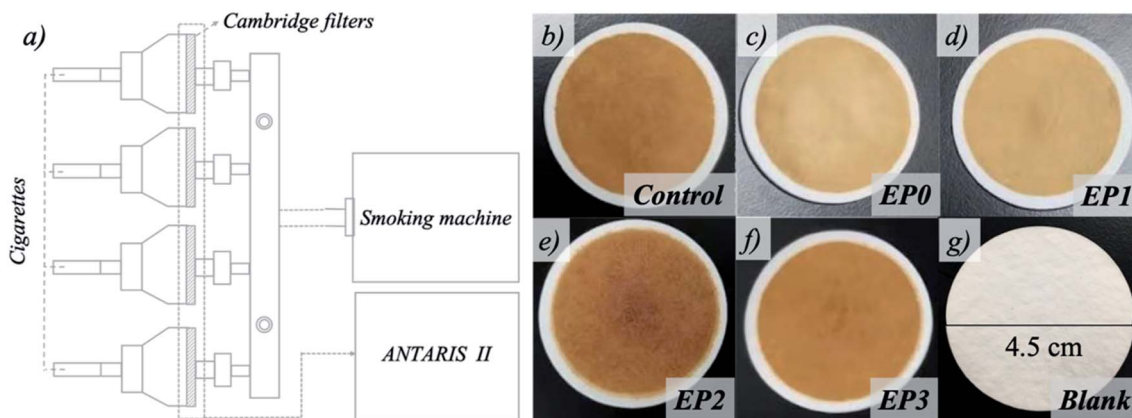 a)
Cambridge filters
Cigarettes
Smoking machine
ANTARIS II
b)
Control
c)
EP0
d)
EP1
e)
EP2
f)
EP3
g)
4.5 cm
Blank